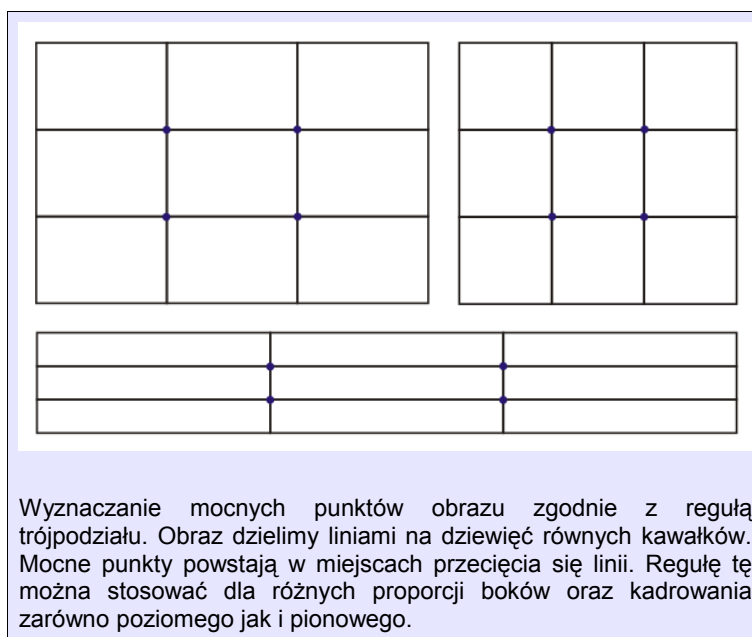 Wyznaczanie mocnych punktów obrazu zgodnie z regułą
trójpodziału. Obraz dzielimy liniami na dziewięć równych kawałków.
Mocne punkty powstają w miejscach przecięcia się linii. Regułę tę
można stosować dla różnych proporcji boków oraz kadrowania
zarówno poziomego jak i pionowego.